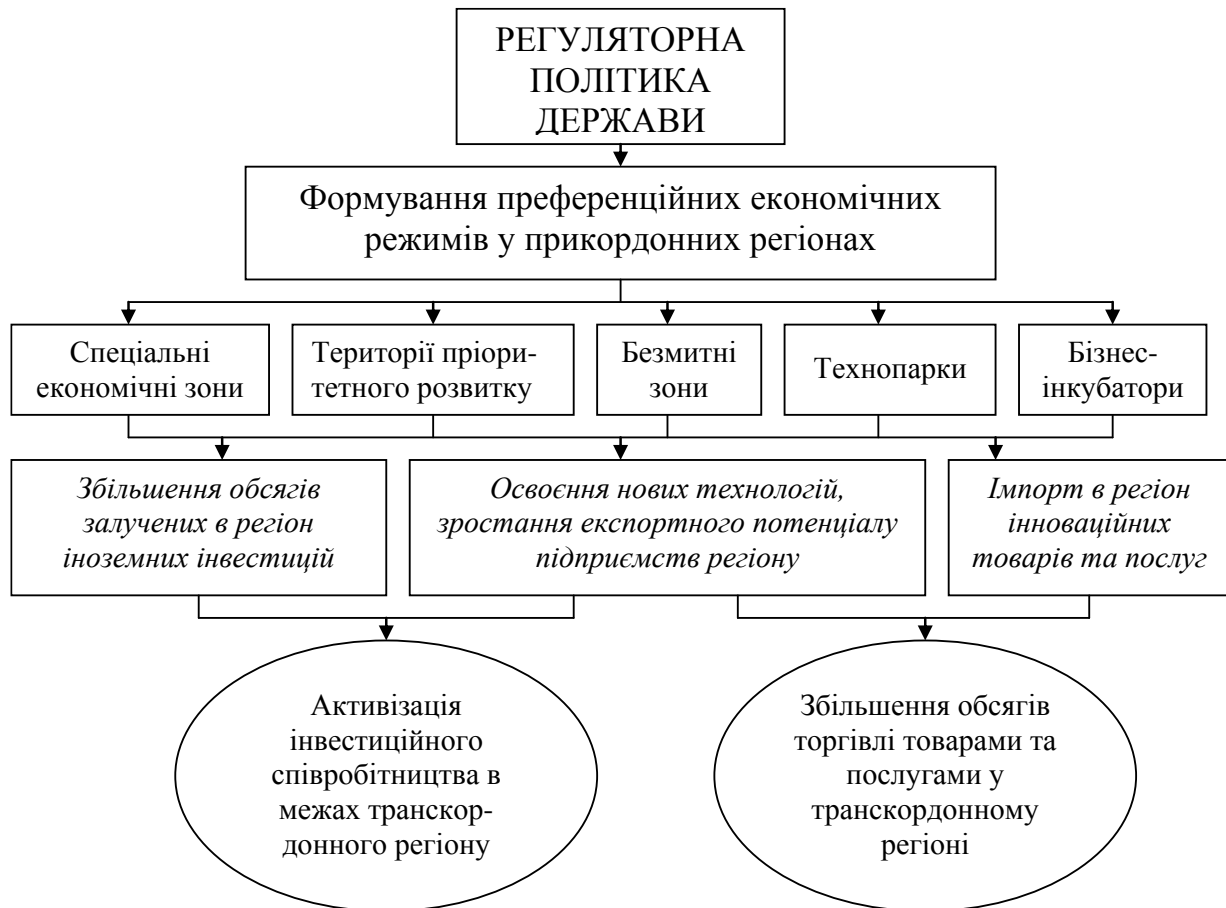 РЕГУЛЯТОРНА
ПОЛІТИКА
ДЕРЖАВИ
Формування преференційних економічних
режимів у прикордонних регіонах
Спеціальні
економічні зони
Території пріори-
тетного розвитку
Безмитні
зони
Технопарки
Бізнес-
інкубатори
Збільшення обсягів
залучених в регіон
іноземних інвестицій
Освоєння нових технологій,
зростання експортного потенціалу
підприємств регіону
Імпорт в регіон
інноваційних
товарів та послуг
Активізація
інвестиційного
співробітництва в
межах транскор-
донного регіону
Збільшення обсягів
торгівлі товарами та
послугами у
транскордонному
регіоні